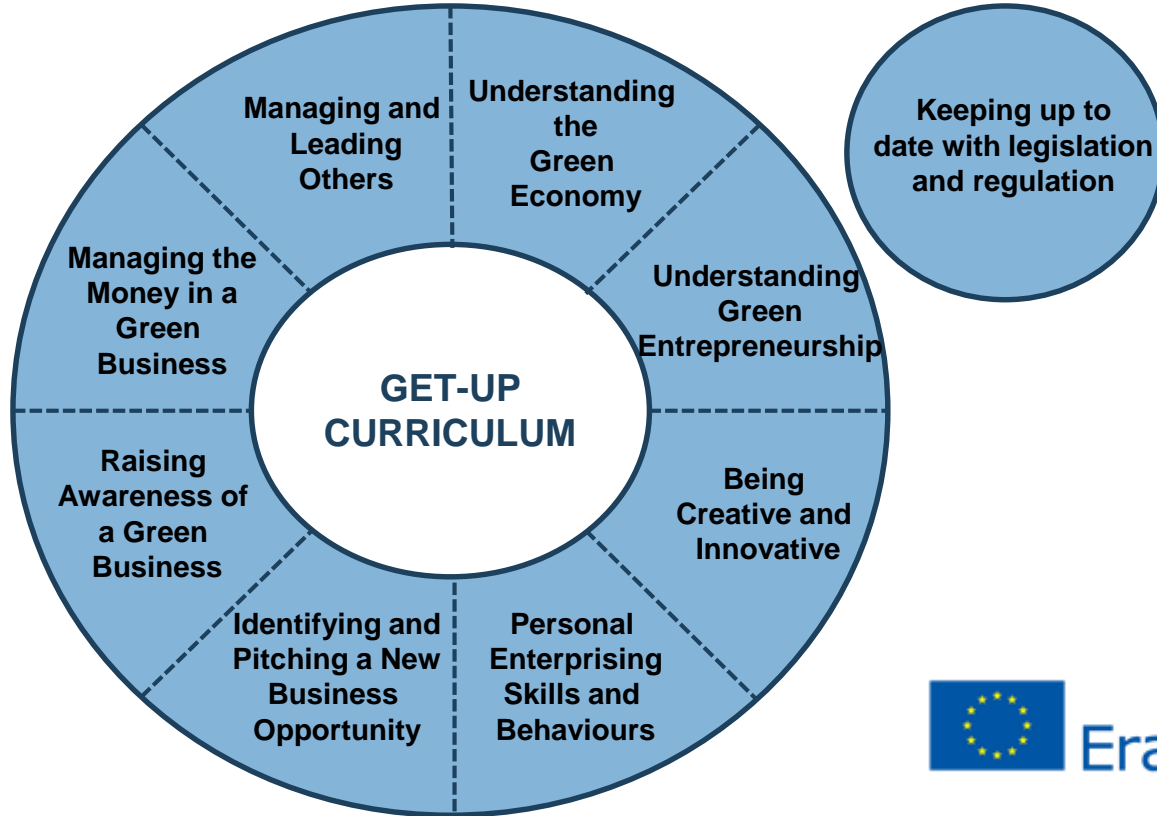 Managing and
Leading
Others
Understanding
the
Green
Economy
Keeping up to
date with legislation
and regulation
Understanding
Green
Entrepreneurship
Being
Creative and
Innovative
Personal
Enterprising
Skills and
Behaviours
Identifying and
Pitching a New
Business
Opportunity
Raising
Awareness of
a Green
Business
Managing the
Money in a
Green
Business
GET-UP
CURRICULUM
Era